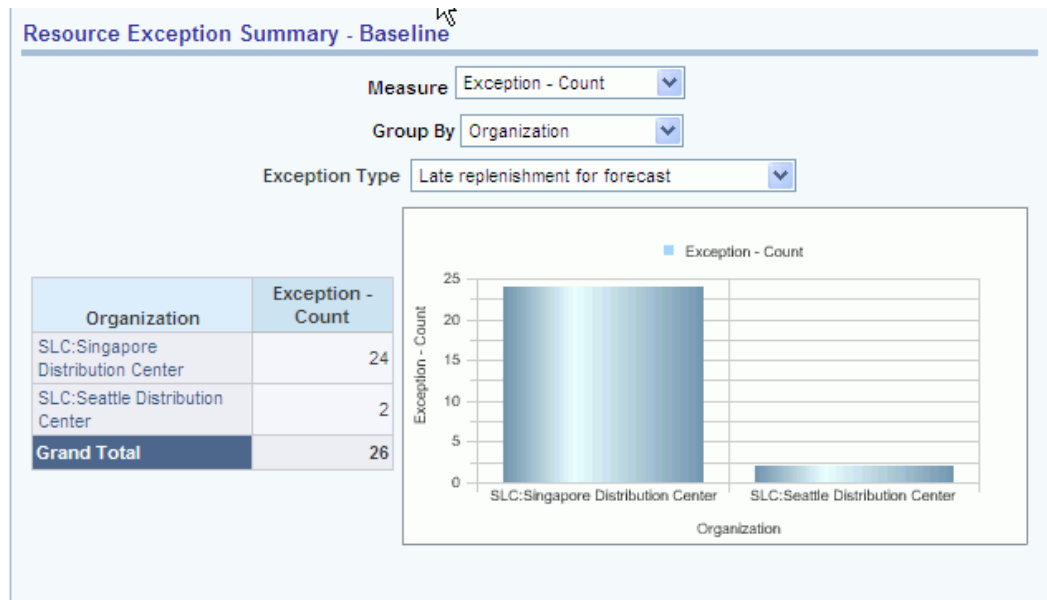 Resource Exception Summary - Baseline
Measure Exception - Count
Group By Organization
Exception Type Late replenishment for forecast
Organization
Exception -
Count
SLC:Singapore
Distribution Center
24
SLC:Seattle Distribution
Center
2
Grand Total 26
Exception - Count
Exception - Count
25
20
15
10
5
0
SLC:Singapore Distribution Center
SLC:Seattle Distribution Center
Organization